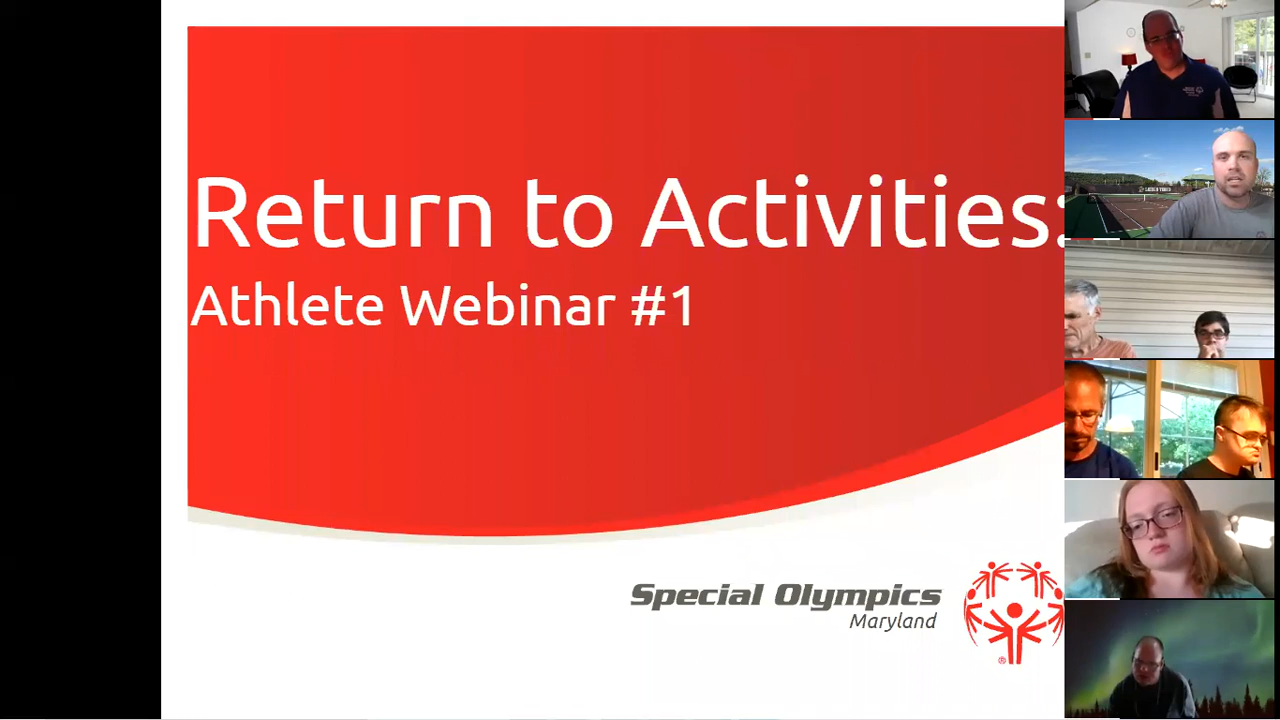 Return to Activities:
Athlete Webinar #1
Special Olympics
Maryland
®